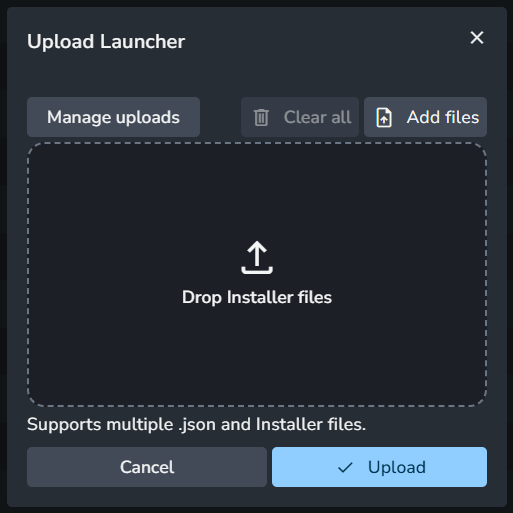 Upload Launcher
Manage uploads
Clear all
Add files
Drop Installer files
Supports multiple .json and Installer files.
Cancel
Upload